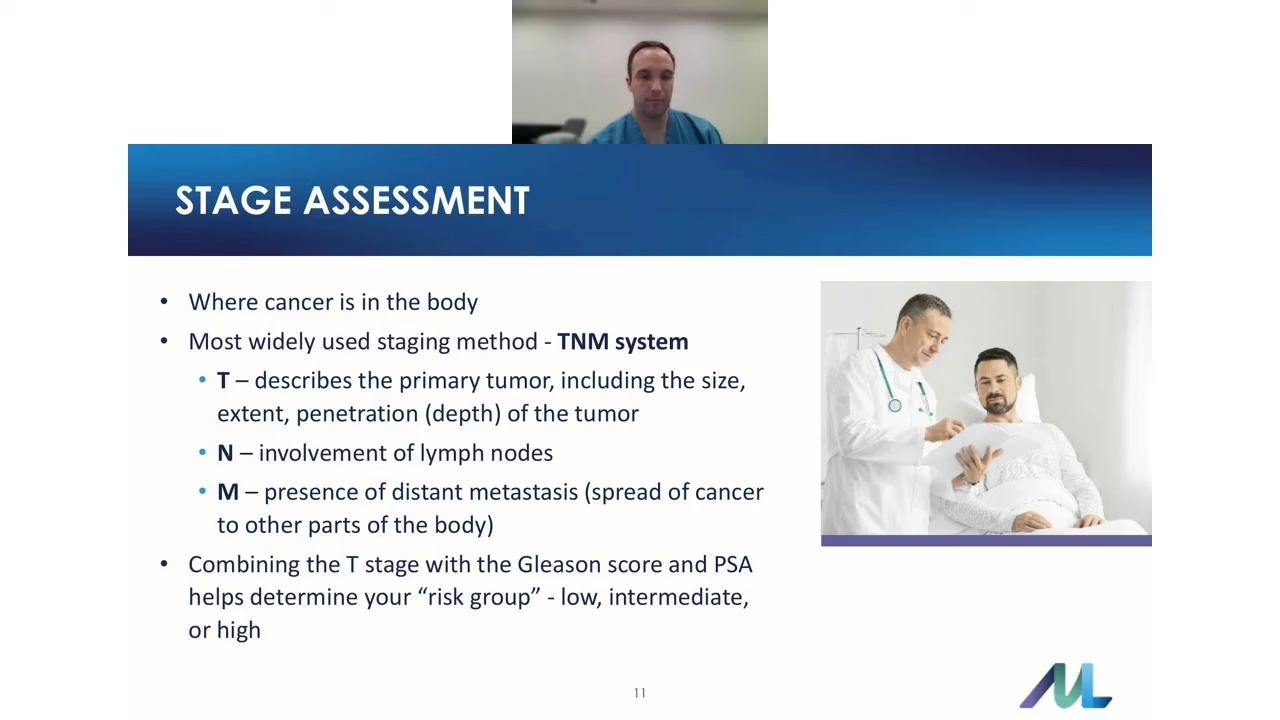 STAGE ASSESSMENT
• Where cancer is in the body
• Most widely used staging method - TNM system
• T – describes the primary tumor, including the size,
extent, penetration (depth) of the tumor
• N – involvement of lymph nodes
• M – presence of distant metastasis (spread of cancer
to other parts of the body)
• Combining the T stage with the Gleason score and PSA
helps determine your “risk group” - low, intermediate,
or high
11